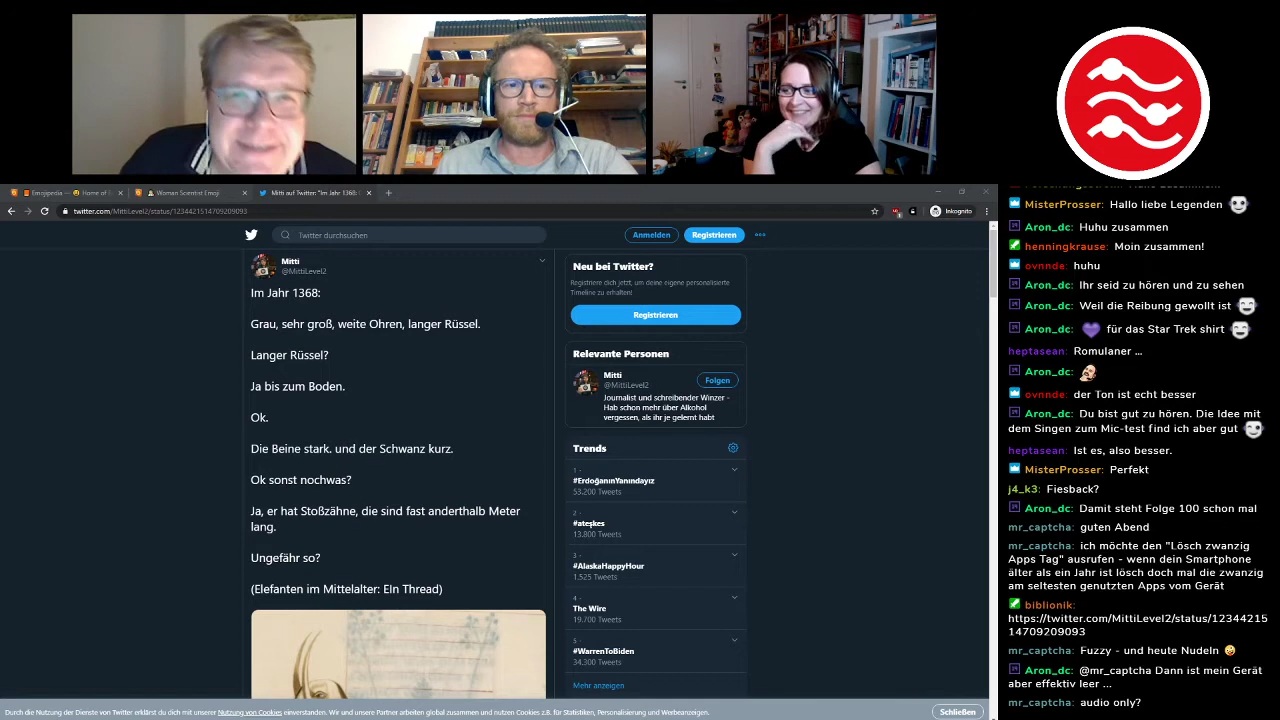 Emojipedia — 😃 Home of E
Woman Scientist Emoji
Mitti auf Twitter: "Im Jahr 1368:
twitter.com/MittiLevel2/status/1234421514709209093
Inkognito
Twitter durchsuchen
Anmelden
Registrieren
Mitti
@MittiLevel2
Im Jahr 1368:
Grau, sehr groß, weite Ohren, langer Rüssel.
Langer Rüssel?
Ja bis zum Boden.
Ok.
Die Beine stark. und der Schwanz kurz.
Ok sonst nochwas?
Ja, er hat Stoßzähne, die sind fast anderthalb Meter
lang.
Ungefähr so?
(Elefanten im Mittelalter: EIn Thread)
Neu bei Twitter?
Registriere dich jetzt, um deine eigene personalisierte
Timeline zu erhalten!
Registrieren
Relevante Personen
Mitti
@MittiLevel2
Folgen
Journalist und schreibender Winzer -
Hab schon mehr über Alkohol
vergessen, als ihr je gelernt habt
Trends
1 -
#ErdoğanınYanındayız
53.200 Tweets
2 -
#ateşkes
13.800 Tweets
3 -
#AlaskaHappyHour
1.525 Tweets
4 -
The Wire
19.700 Tweets
5 -
#WarrenToBiden
34.300 Tweets
Mehr anzeigen
Durch die Nutzung der Dienste von Twitter erklärst du dich mit unserer Nutzung von Cookies einverstanden. Wir und unsere Partner arbeiten global zusammen und nutzen Cookies z.B. für Statistiken, Personalisierung und Werbeanzeigen.
Schließen
MisterProsser: Hallo liebe Legenden
Aron_dc: Huhu zusammen
henningkrause: Moin zusammen!
ovnnde: huhu
Aron_dc: Ihr seid zu hören und zu sehen
Aron_dc: Weil die Reibung gewollt ist
Aron_dc: für das Star Trek shirt
heptasean: Romulaner ...
Aron_dc:
ovnnde: der Ton ist echt besser
Aron_dc: Du bist gut zu hören. Die Idee mit
dem Singen zum Mic-test find ich aber gut
heptasean: Ist es, also besser.
MisterProsser: Perfekt
j4_k3: Fiesback?
Aron_dc: Damit steht Folge 100 schon mal
mr_captcha: guten Abend
mr_captcha: ich möchte den "Lösch zwanzig
Apps Tag" ausrufen - wenn dein Smartphone
älter als ein Jahr ist lösch doch mal die zwanzig
am seltesten genutzten Apps vom Gerät
biblionik:
https://twitter.com/MittiLevel2/status/12344215
14709209093
mr_captcha: Fuzzy - und heute Nudeln 🤪
Aron_dc: @mr_captcha Dann ist mein Gerät
aber effektiv leer ...
mr_captcha: audio only?